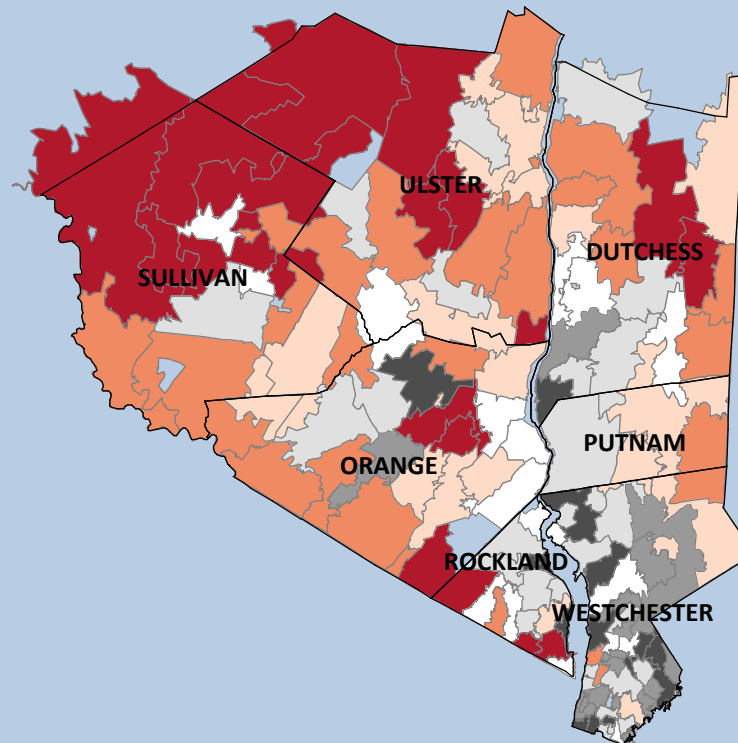 ULSTER
DUTCHESS
SULLIVAN
PUTNAM
ORANGE
ROCKLAND
WESTCHESTER